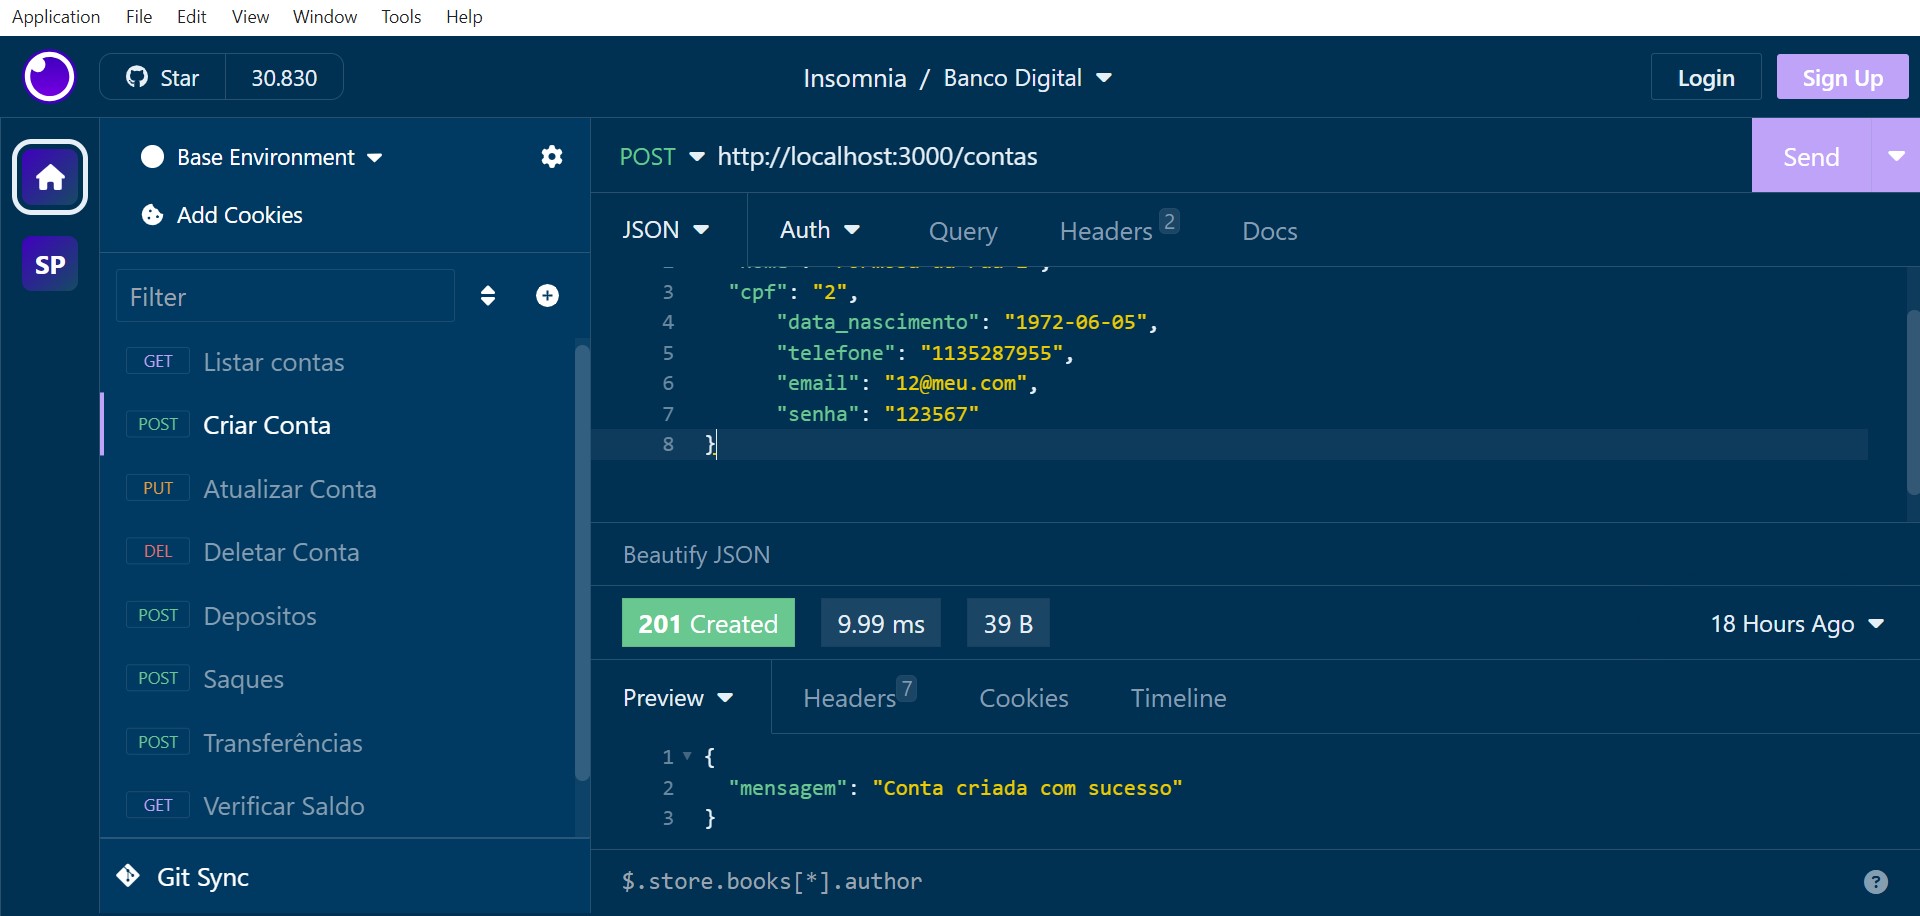 Application File Edit View Window Tools Help
Star 30.830
Insomnia / Banco Digital
Login
Sign Up
SP
Base Environment
Add Cookies
Filter
GET Listar contas
POST Criar Conta
PUT Atualizar Conta
DEL Deletar Conta
POST Depositos
POST Saques
POST Transferências
GET Verificar Saldo
Git Sync
POST http://localhost:3000/contas
Send
JSON Auth Query Headers 2 Docs
3 "cpf": "2",
4 "data_nascimento": "1972-06-05",
5 "telefone": "1135287955",
6 "email": "12@meu.com",
7 "senha": "123567"
8 }
Beautify JSON
201 Created 9.99 ms 39 B 18 Hours Ago
Preview Headers 7 Cookies Timeline
1 {
2 "mensagem": "Conta criada com sucesso"
3 }
$.store.books[*].author ?